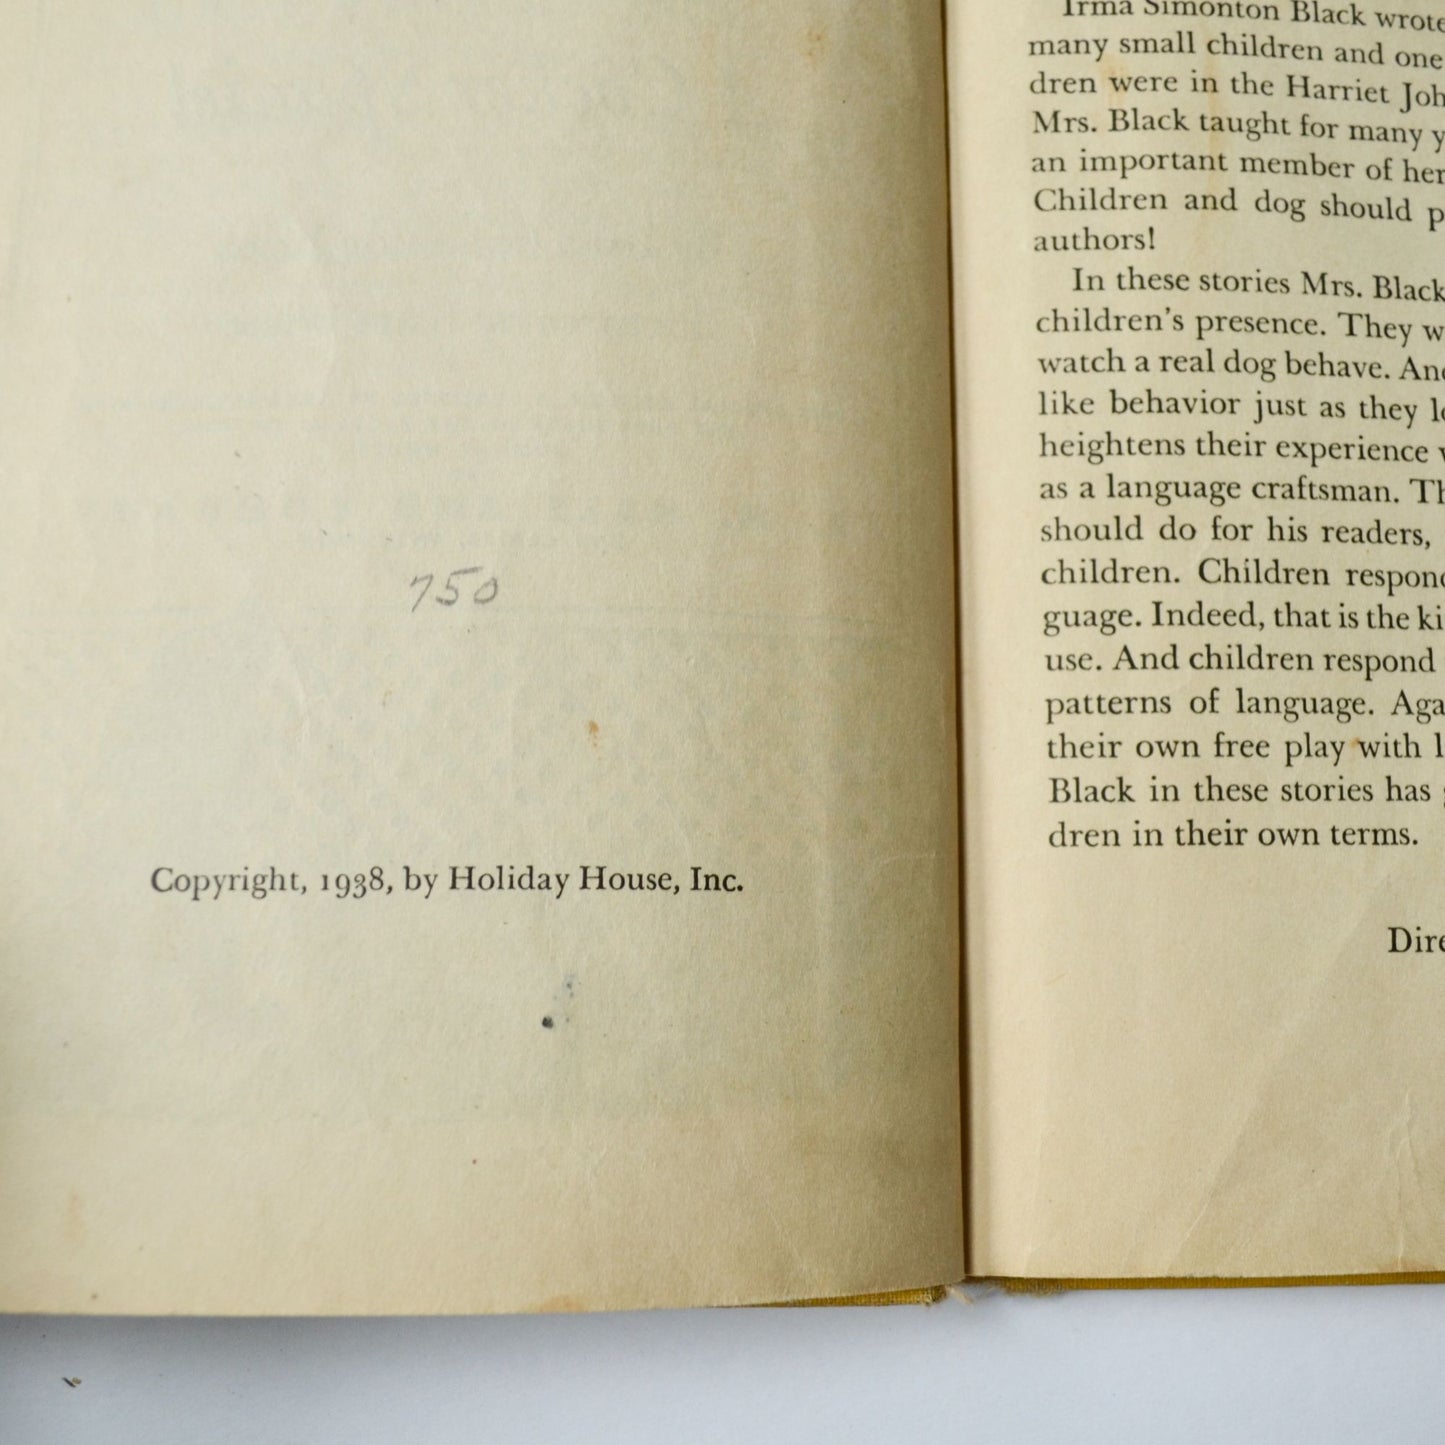 750
Copyright, 1938, by Holiday House, Inc.
Irma Simonton Black wrote
many small children and one
dren were in the Harriet Joh
Mrs. Black taught for many y
an important member of her
Children and dog should p
authors!
In these stories Mrs. Black
children's presence. They w
watch a real dog behave. And
like behavior just as they lo
heightens their experience
as a language craftsman. Th
should do for his readers,
children. Children respond
guage. Indeed, that is the ki
use. And children respond
patterns of language. Aga
their own free play with l
Black in these stories has
dren in their own terms.
Dire